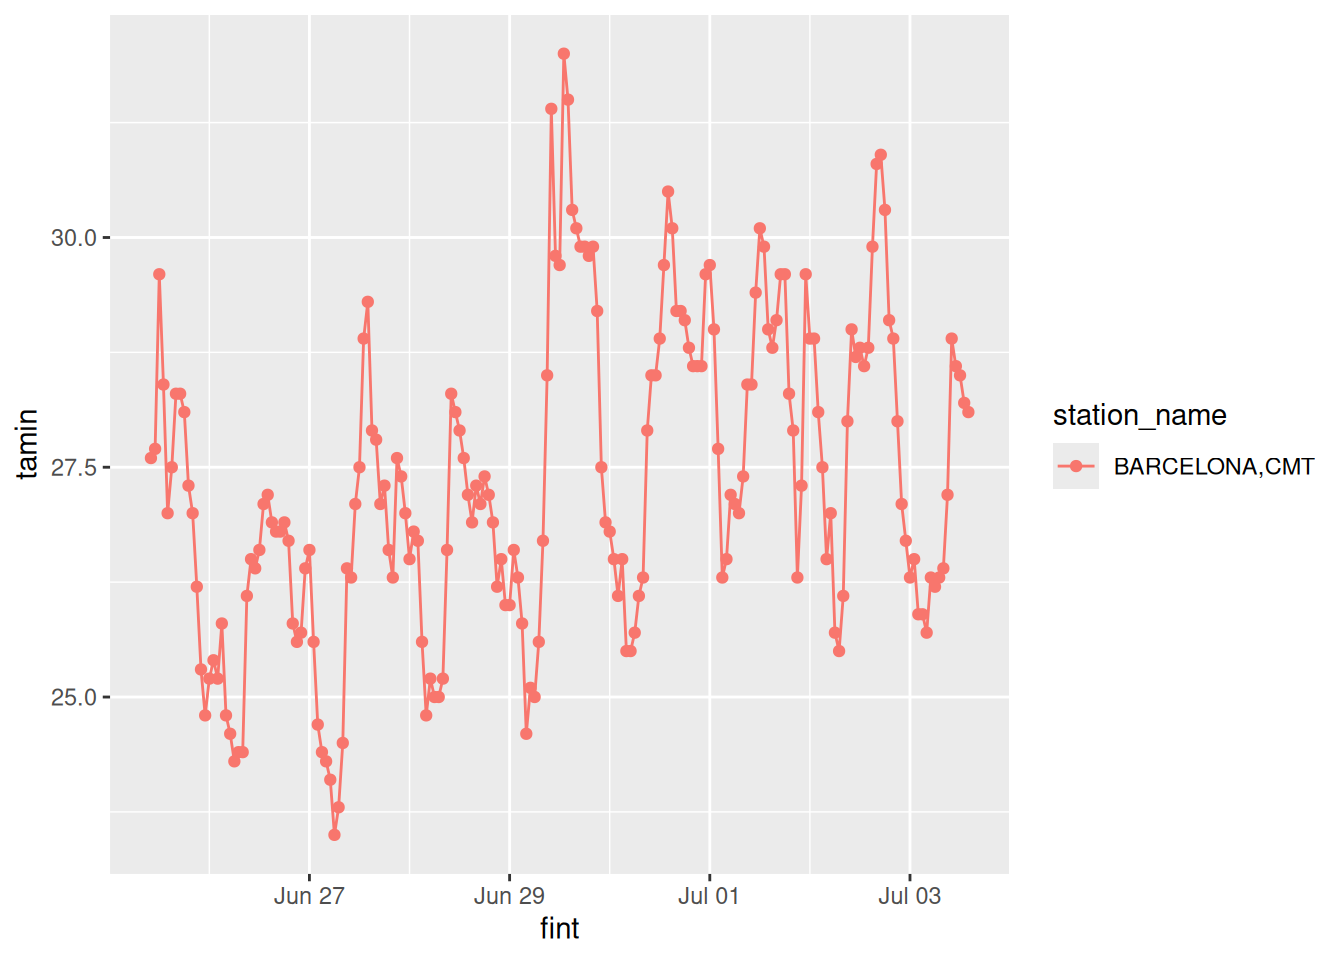 30.0
27.5
25.0
tamin
Jun 27
Jun 29
Jul 01
Jul 03
fint
station_name
BARCELONA,CMT